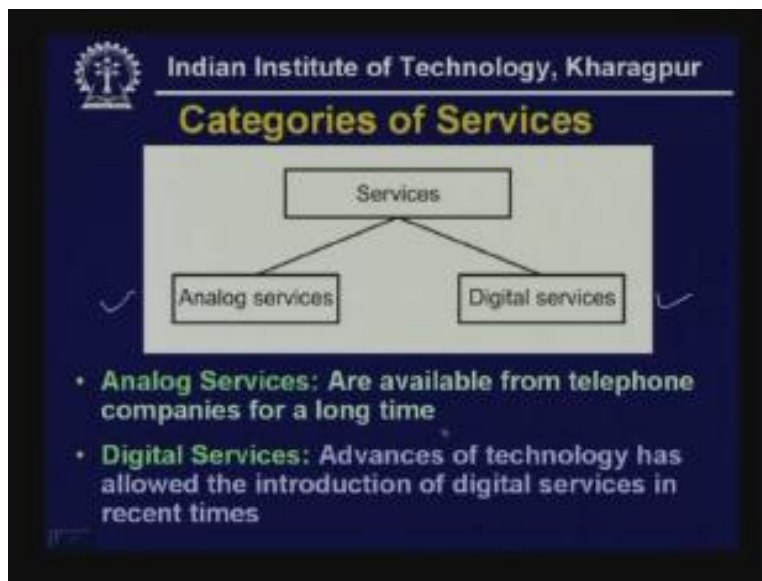 Indian Institute of Technology, Kharagpur
Categories of Services
Services
Analog services
Digital services
• Analog Services: Are available from telephone
companies for a long time
• Digital Services: Advances of technology has
allowed the introduction of digital services in
recent times